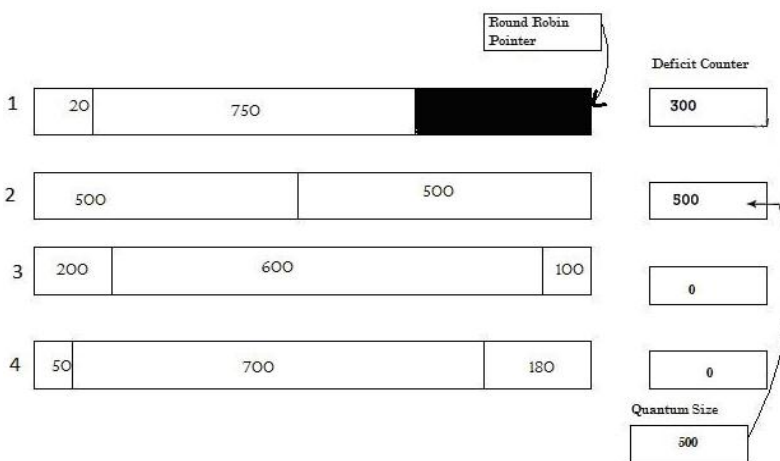 Round Robin
Pointer
Deficit Counter
1 20 750 300
2 500 500 500
3 200 600 100 0
4 50 700 180 0
Quantum Size
500